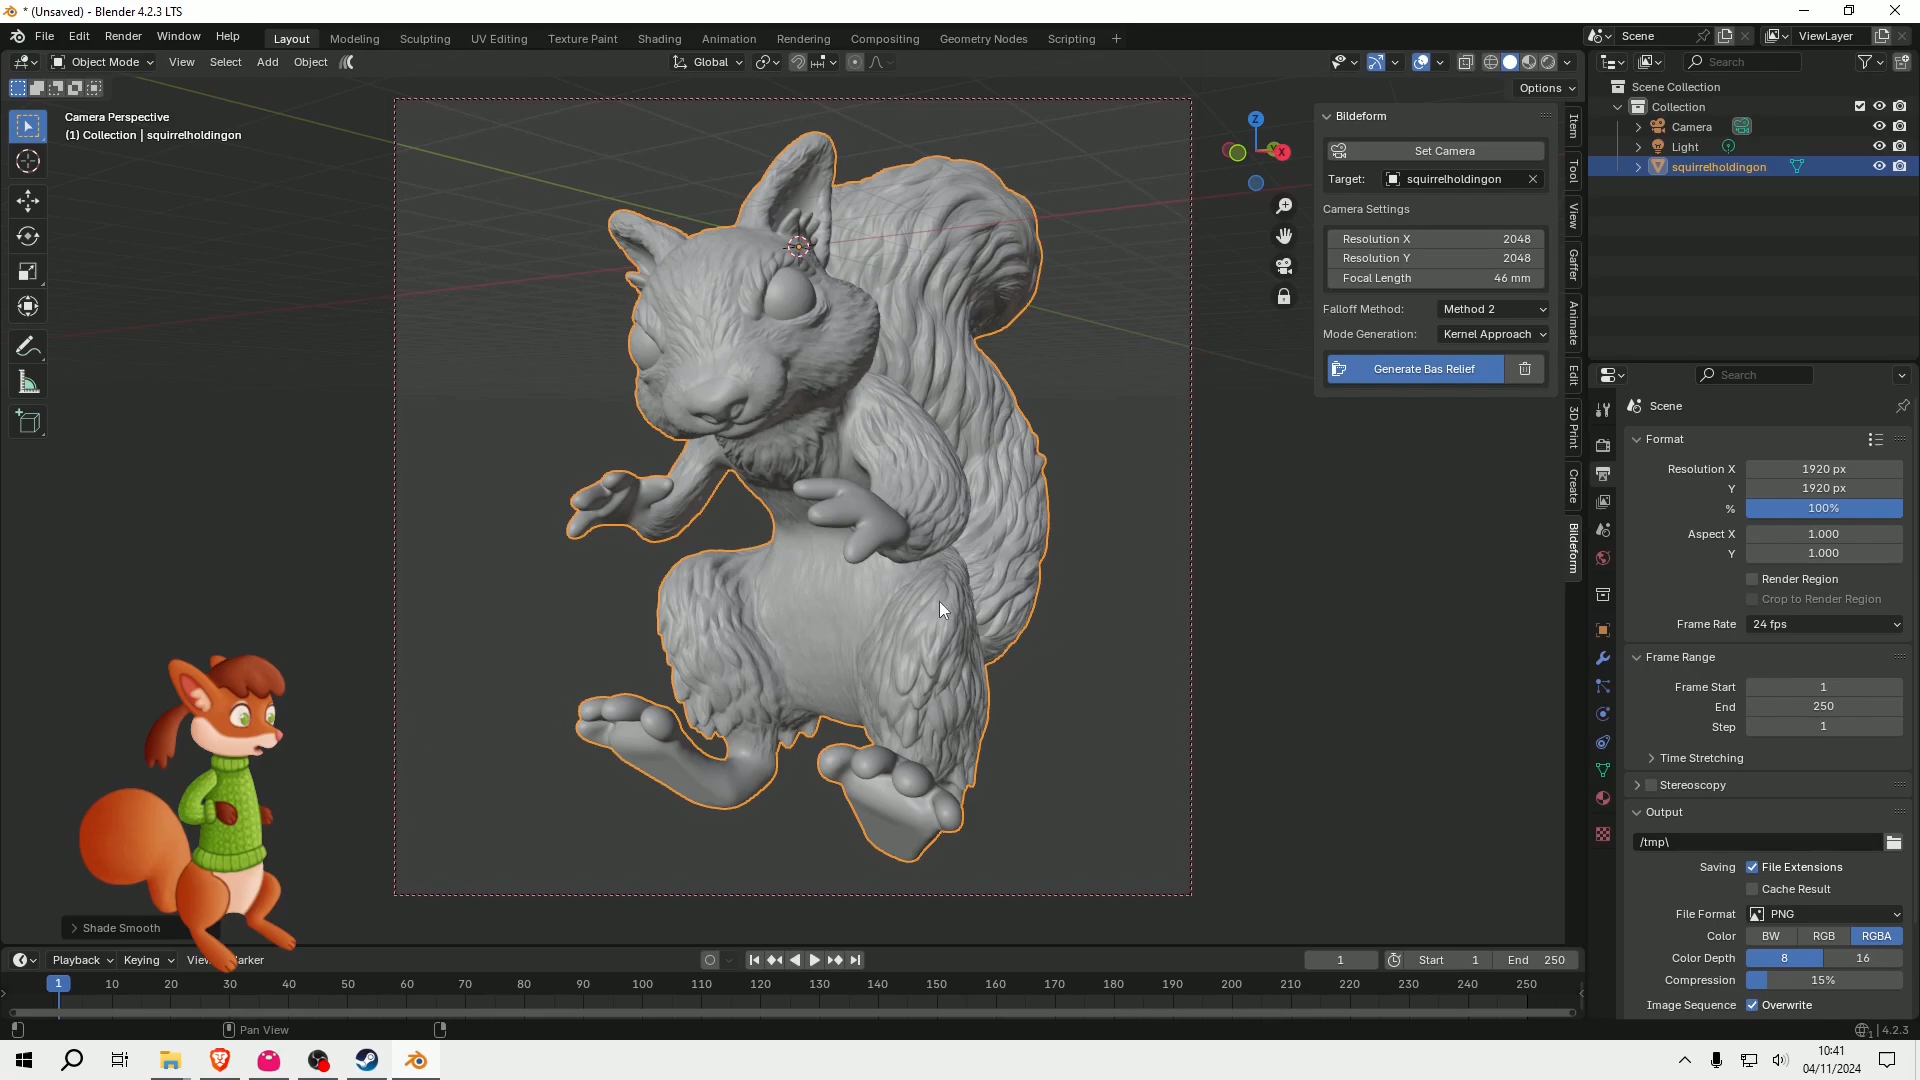 * (Unsaved) - Blender 4.2.3 LTS
File Edit Render Window Help
Layout Modeling Sculpting UV Editing Texture Paint Shading Animation Rendering Compositing Geometry Nodes Scripting +
Scene
ViewLayer
Object Mode View Select Add Object
Global
Search
Options
Camera Perspective
(1) Collection | squirrelholdingon
Z
Y
X
Bildeform
Set Camera
Target: squirrelholdingon
Camera Settings
Resolution X 2048
Resolution Y 2048
Focal Length 46 mm
Falloff Method: Method 2
Mode Generation: Kernel Approach
Generate Bas Relief
Item
Tool
View
Gaffer
Animate
Edit
3D Print
Create
Bildeform
Scene Collection
Collection
Camera
Light
squirrelholdingon
Search
Scene
Format
Resolution X 1920 px
Y 1920 px
% 100%
Aspect X 1.000
Y 1.000
Render Region
Crop to Render Region
Frame Rate 24 fps
Frame Range
Frame Start 1
End 250
Step 1
Time Stretching
Stereoscopy
Output
/tmp\
Saving File Extensions
Cache Result
File Format PNG
Color BW RGB RGBA
Color Depth 8 16
Compression 15%
Image Sequence Overwrite
Shade Smooth
Playback Keying View Marker
1 Start 1 End 250
1 10 20 30 40 50 60 70 80 90 100 110 120 130 140 150 160 170 180 190 200 210 220 230 240 250
Pan View
4.2.3
10:41
04/11/2024